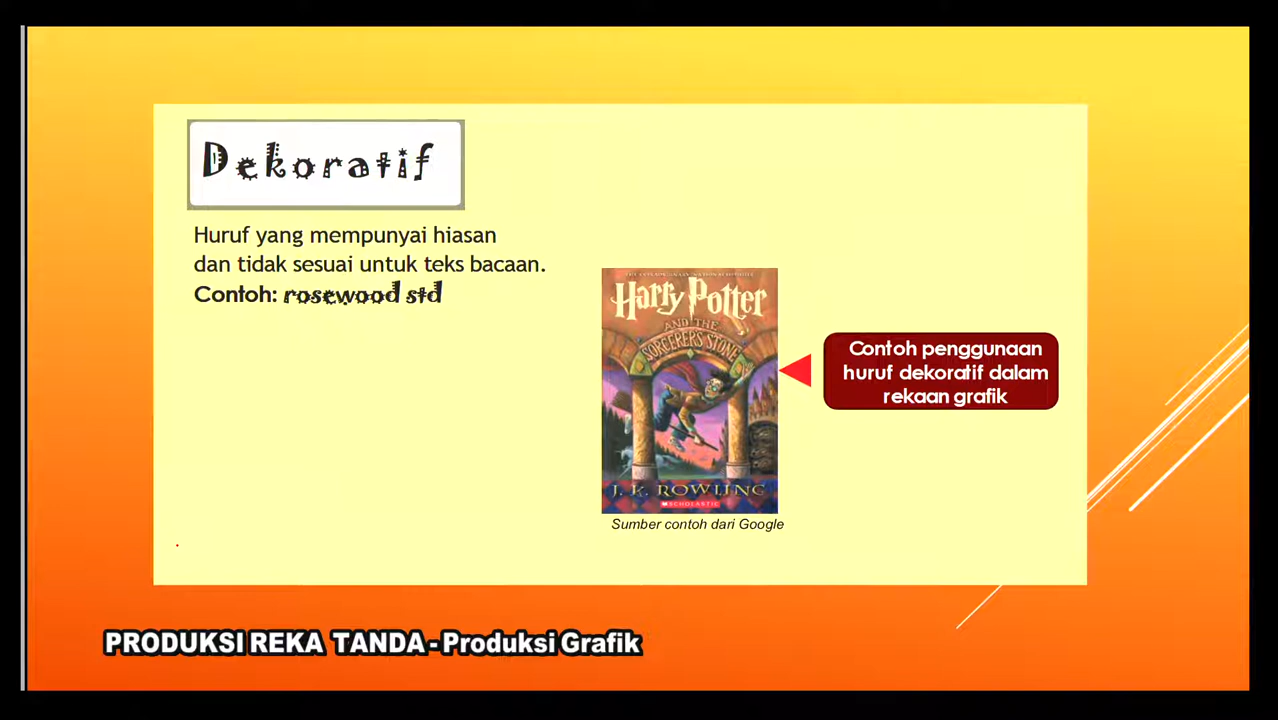 Dekoratif
Huruf yang mempunyai hiasan
dan tidak sesuai untuk teks bacaan.
Contoh: rosewood std
Harry Potter
AND THE
SORCERER'S STONE
J. K. ROWLING
SCHOLASTIC
Contoh penggunaan
huruf dekoratif dalam
rekaan grafik
Sumber contoh dari Google
PRODUKSI REKA TANDA - Produksi Grafik